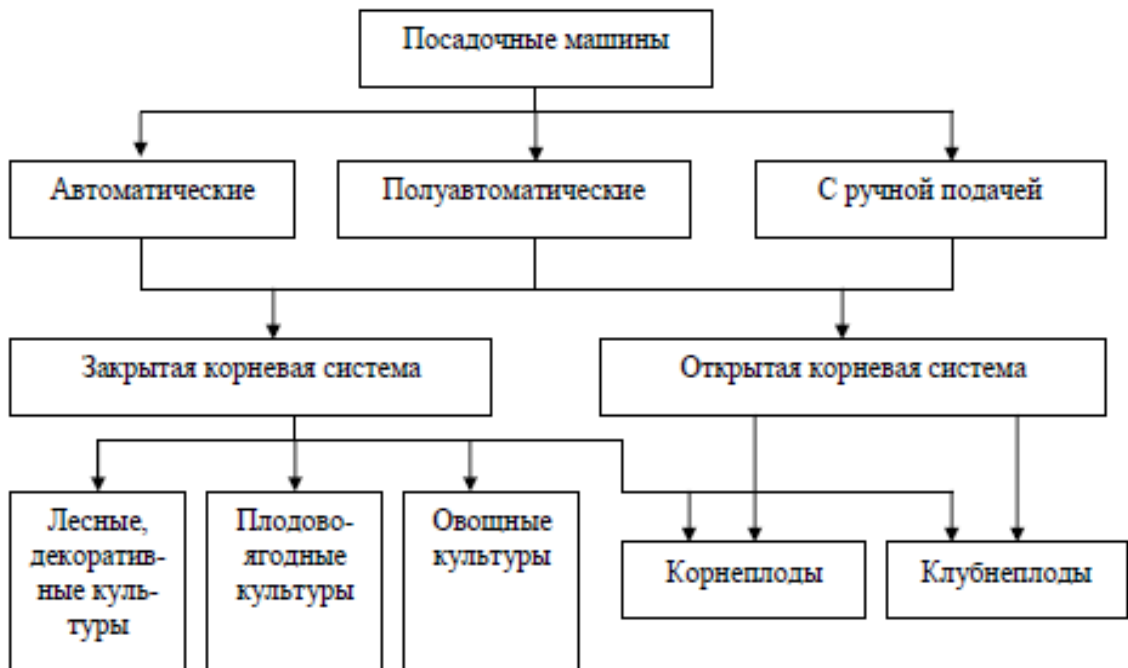 Посадочные машины
Автоматические
Полуавтоматические
С ручной подачей
Закрытая корневая система
Открытая корневая система
Лесные,
декоратив-
ные куль-
туры
Плодово-
ягодные
культуры
Овощные
культуры
Корнеплоды
Клубнеплоды